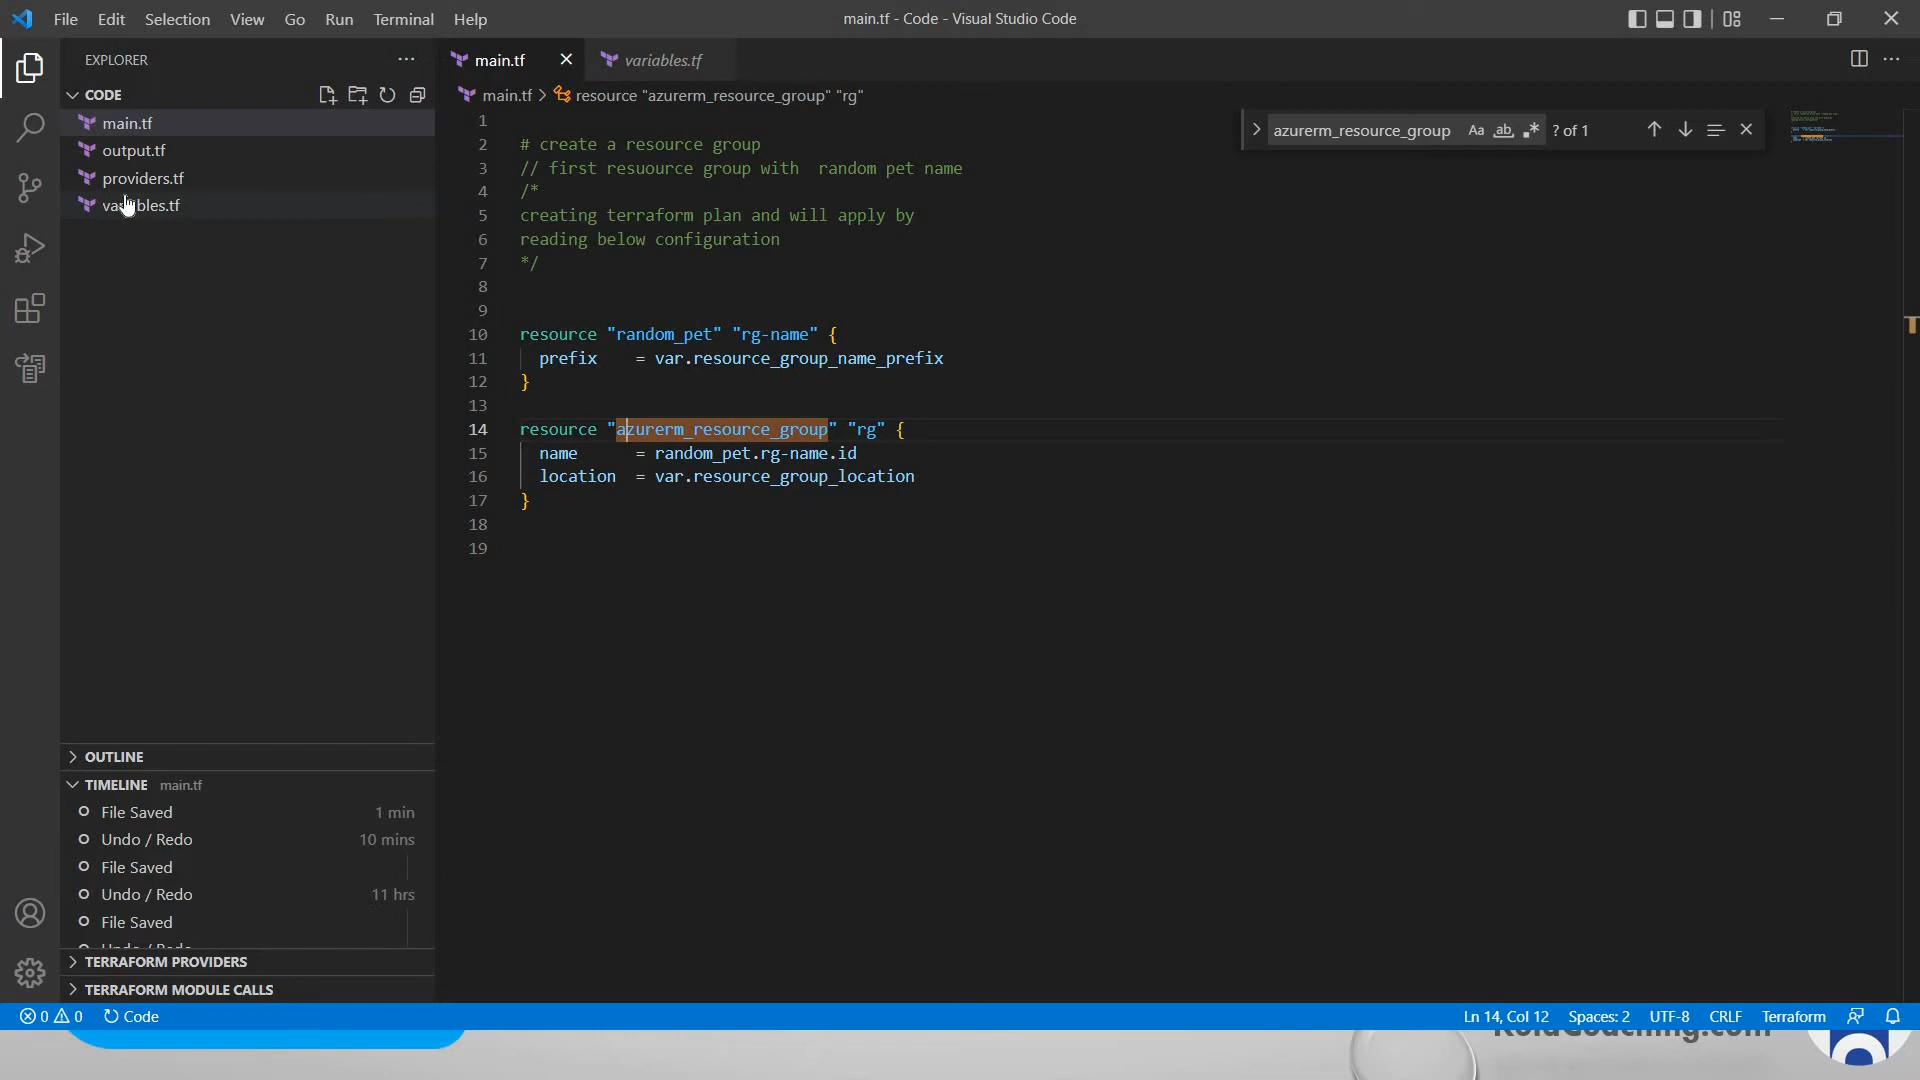 File Edit Selection View Go Run Terminal Help
main.tf - Code - Visual Studio Code
EXPLORER
CODE
main.tf
output.tf
providers.tf
variables.tf
OUTLINE
TIMELINE main.tf
File Saved 1 min
Undo / Redo 10 mins
File Saved
Undo / Redo 11 hrs
File Saved
Undo / Redo
TERRAFORM PROVIDERS
TERRAFORM MODULE CALLS
main.tf variables.tf
main.tf > resource "azurerm_resource_group" "rg"
azurerm_resource_group Aa ab .* ? of 1
1
2 # create a resource group
3 // first resuource group with  random pet name
4 /*
5 creating terraform plan and will apply by
6 reading below configuration
7 */
8
9
10 resource "random_pet" "rg-name" {
11   prefix    = var.resource_group_name_prefix
12 }
13
14 resource "azurerm_resource_group" "rg" {
15   name      = random_pet.rg-name.id
16   location  = var.resource_group_location
17 }
18
19
0 0 Code
Ln 14, Col 12 Spaces: 2 UTF-8 CRLF Terraform